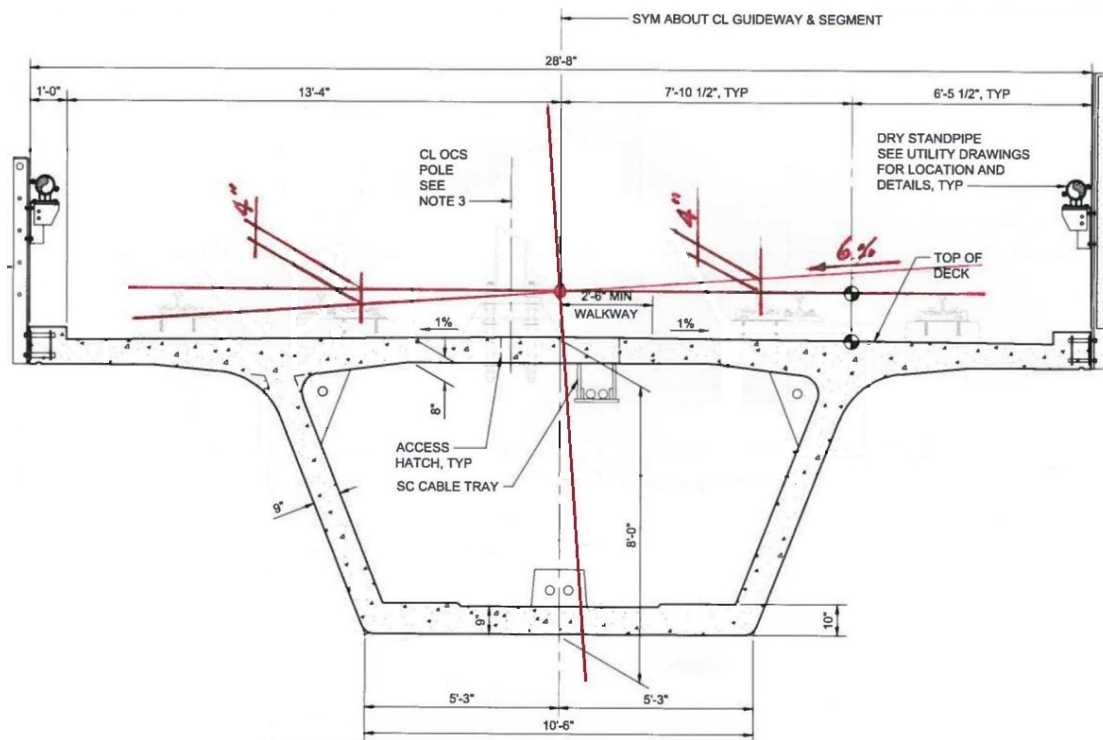 SYM ABOUT CL GUIDEWAY & SEGMENT
28'-8"
1'-0"
13'-4"
7'-10 1/2", TYP
6'-5 1/2", TYP
CL OCS
POLE
SEE
NOTE 3
DRY STANDPIPE
SEE UTILITY DRAWINGS
FOR LOCATION AND
DETAILS, TYP
4"
4"
6%
TOP OF
DECK
2'-6" MIN
WALKWAY
1%
1%
8"
ACCESS
HATCH, TYP
SC CABLE TRAY
9"
8'-0"
9"
10"
5'-3"
5'-3"
10'-6"